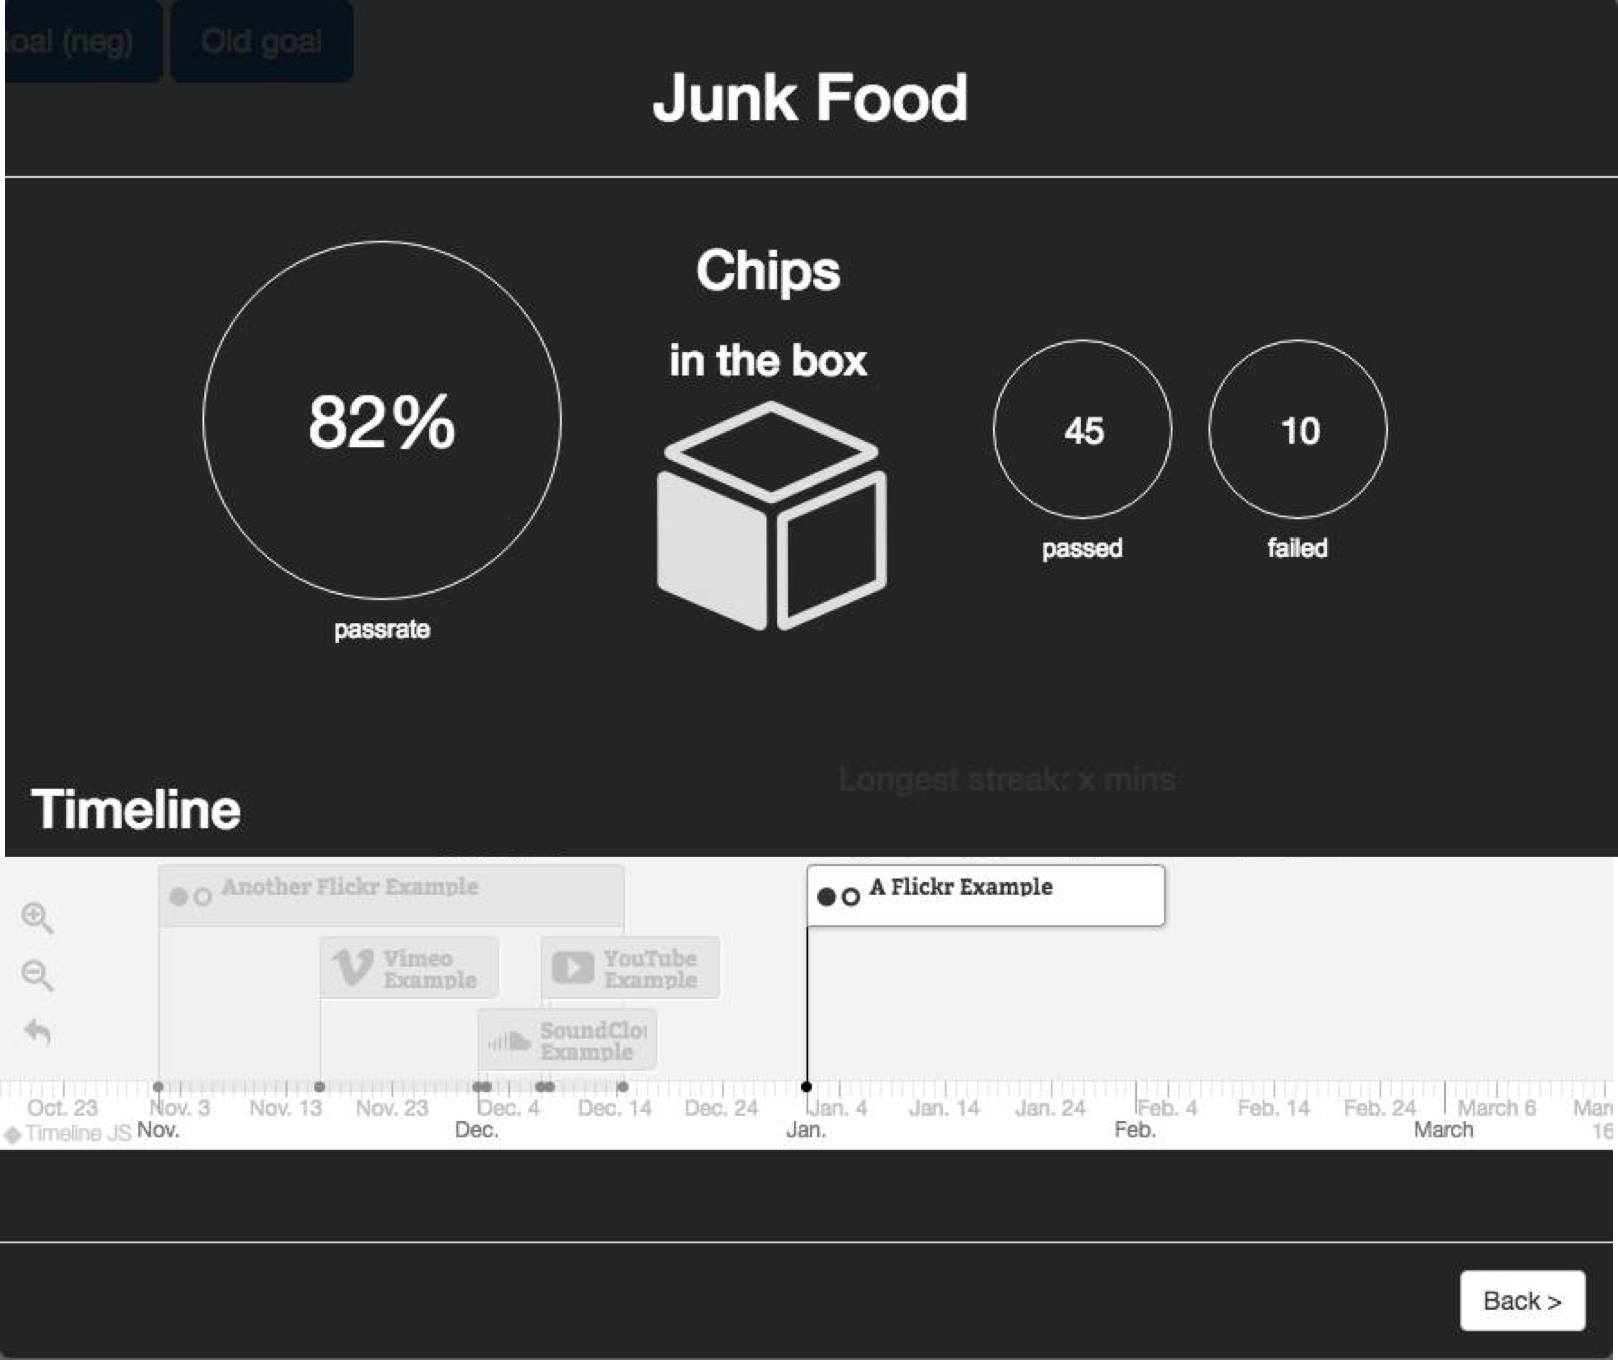 oal (neg)
Old goal
Junk Food
Chips
in the box
82%
45
10
passed
failed
passrate
Longest streak: x mins
Timeline
Another Flickr Example
A Flickr Example
Vimeo
Example
YouTube
Example
SoundClou
Example
Oct. 23
Nov. 3
Nov. 13
Nov. 23
Dec. 4
Dec. 14
Dec. 24
Jan. 4
Jan. 14
Jan. 24
Feb. 4
Feb. 14
Feb. 24
March 6
Mar
16
Timeline JS
Nov.
Dec.
Jan.
Feb.
March
Back >